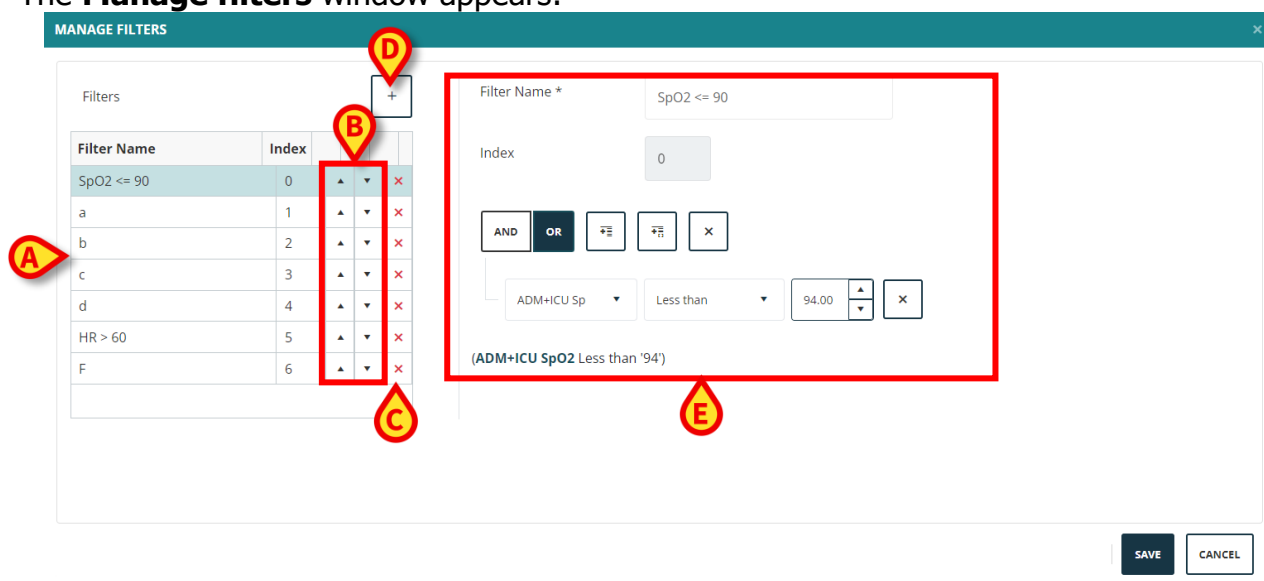 The Manage filters window appears.
MANAGE FILTERS ×
D
Filters +
Filter Name * SpO2 <= 90
B
Filter Name Index
Index 0
SpO2 <= 90 0 ▲ ▼ ×
a 1 ▲ ▼ ×
AND OR ×
A
b 2 ▲ ▼ ×
c 3 ▲ ▼ ×
d 4 ▲ ▼ ×
ADM+ICU Sp ▼ Less than ▼ 94.00 ▲ ▼ ×
HR > 60 5 ▲ ▼ ×
(ADM+ICU SpO2 Less than '94')
F 6 ▲ ▼ ×
C
E
SAVE CANCEL